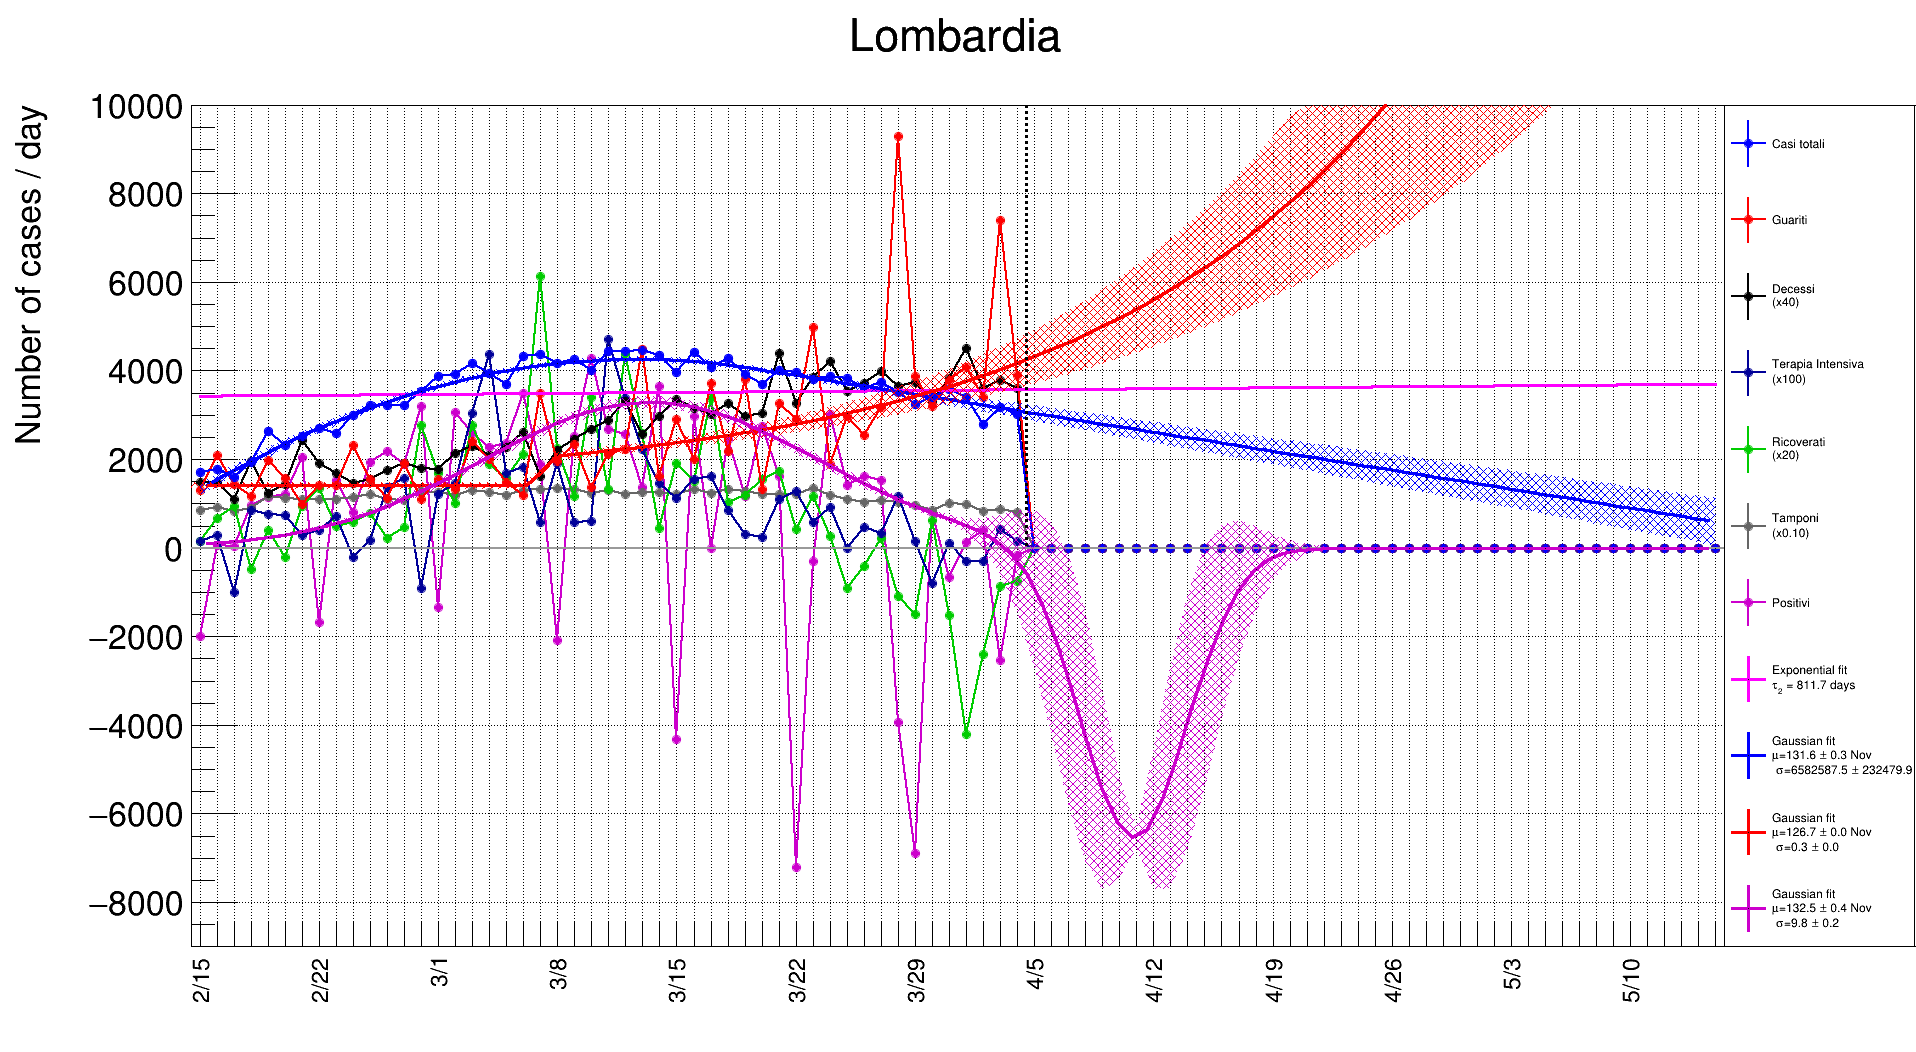 Lombardia
Number of cases / day
10000
8000
6000
4000
2000
0
−2000
−4000
−6000
−8000
2/15
2/22
3/1
3/8
3/15
3/22
3/29
4/5
4/12
4/19
4/26
5/3
5/10
Casi totali
Guariti
Decessi
(x40)
Terapia Intensiva
(x100)
Ricoverati
(x20)
Tamponi
(x0.10)
Positivi
Exponential fit
τ2 = 811.7 days
Gaussian fit
μ=131.6 ± 0.3 Nov
σ=6582587.5 ± 232479.9
Gaussian fit
μ=126.7 ± 0.0 Nov
σ=0.3 ± 0.0
Gaussian fit
μ=132.5 ± 0.4 Nov
σ=9.8 ± 0.2